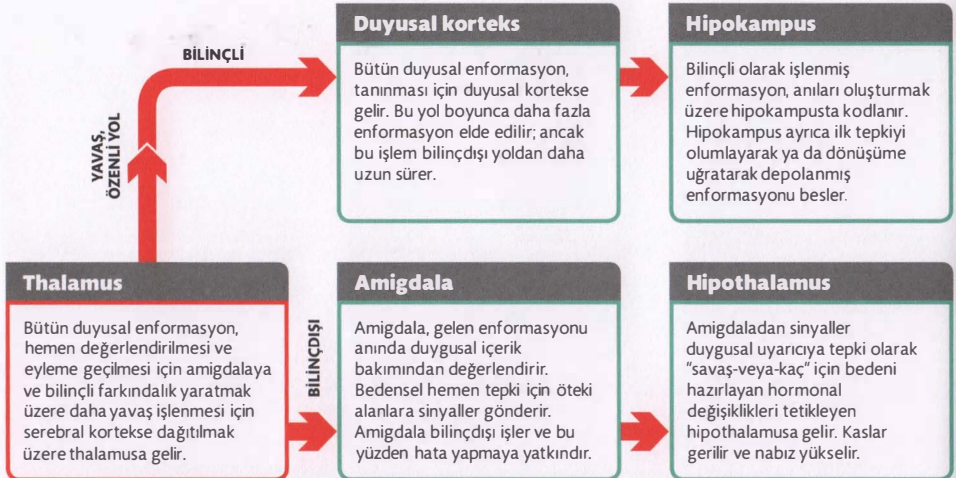 Duyusal korteks
Bütün duyusal enformasyon,
tanınması için duyusal kortekse
gelir. Bu yol boyunca daha fazla
enformasyon elde edilir; ancak
bu işlem bilinçdışı yoldan daha
uzun sürer.
Hipokampus
Bilinçli olarak işlenmiş
enformasyon, anıları oluşturmak
üzere hipokampusta kodlanır.
Hipokampus ayrıca ilk tepkiyi
olumlayarak ya da dönüşüme
uğratarak depolanmış
enformasyonu besler.
BİLİNÇLİ
YAVAŞ,
ÖZENLİ YOL
Thalamus
Bütün duyusal enformasyon,
hemen değerlendirilmesi ve
eyleme geçilmesi için amigdalaya
ve bilinçli farkındalık yaratmak
üzere daha yavaş işlenmesi için
serebral kortekse dağıtılmak
üzere thalamusa gelir.
BİLİNÇDIŞI
Amigdala
Amigdala, gelen enformasyonu
anında duygusal içerik
bakımından değerlendirir.
Bedensel hemen tepki için öteki
alanlara sinyaller gönderir.
Amigdala bilinçdışı işler ve bu
yüzden hata yapmaya yatkındır.
Hipothalamus
Amigdaladan sinyaller
duygusal uyarıcıya tepki olarak
"savaş-veya-kaç" için bedeni
hazırlayan hormonal
değişiklikleri tetikleyen
hipothalamusa gelir. Kaslar
gerilir ve nabız yükselir.